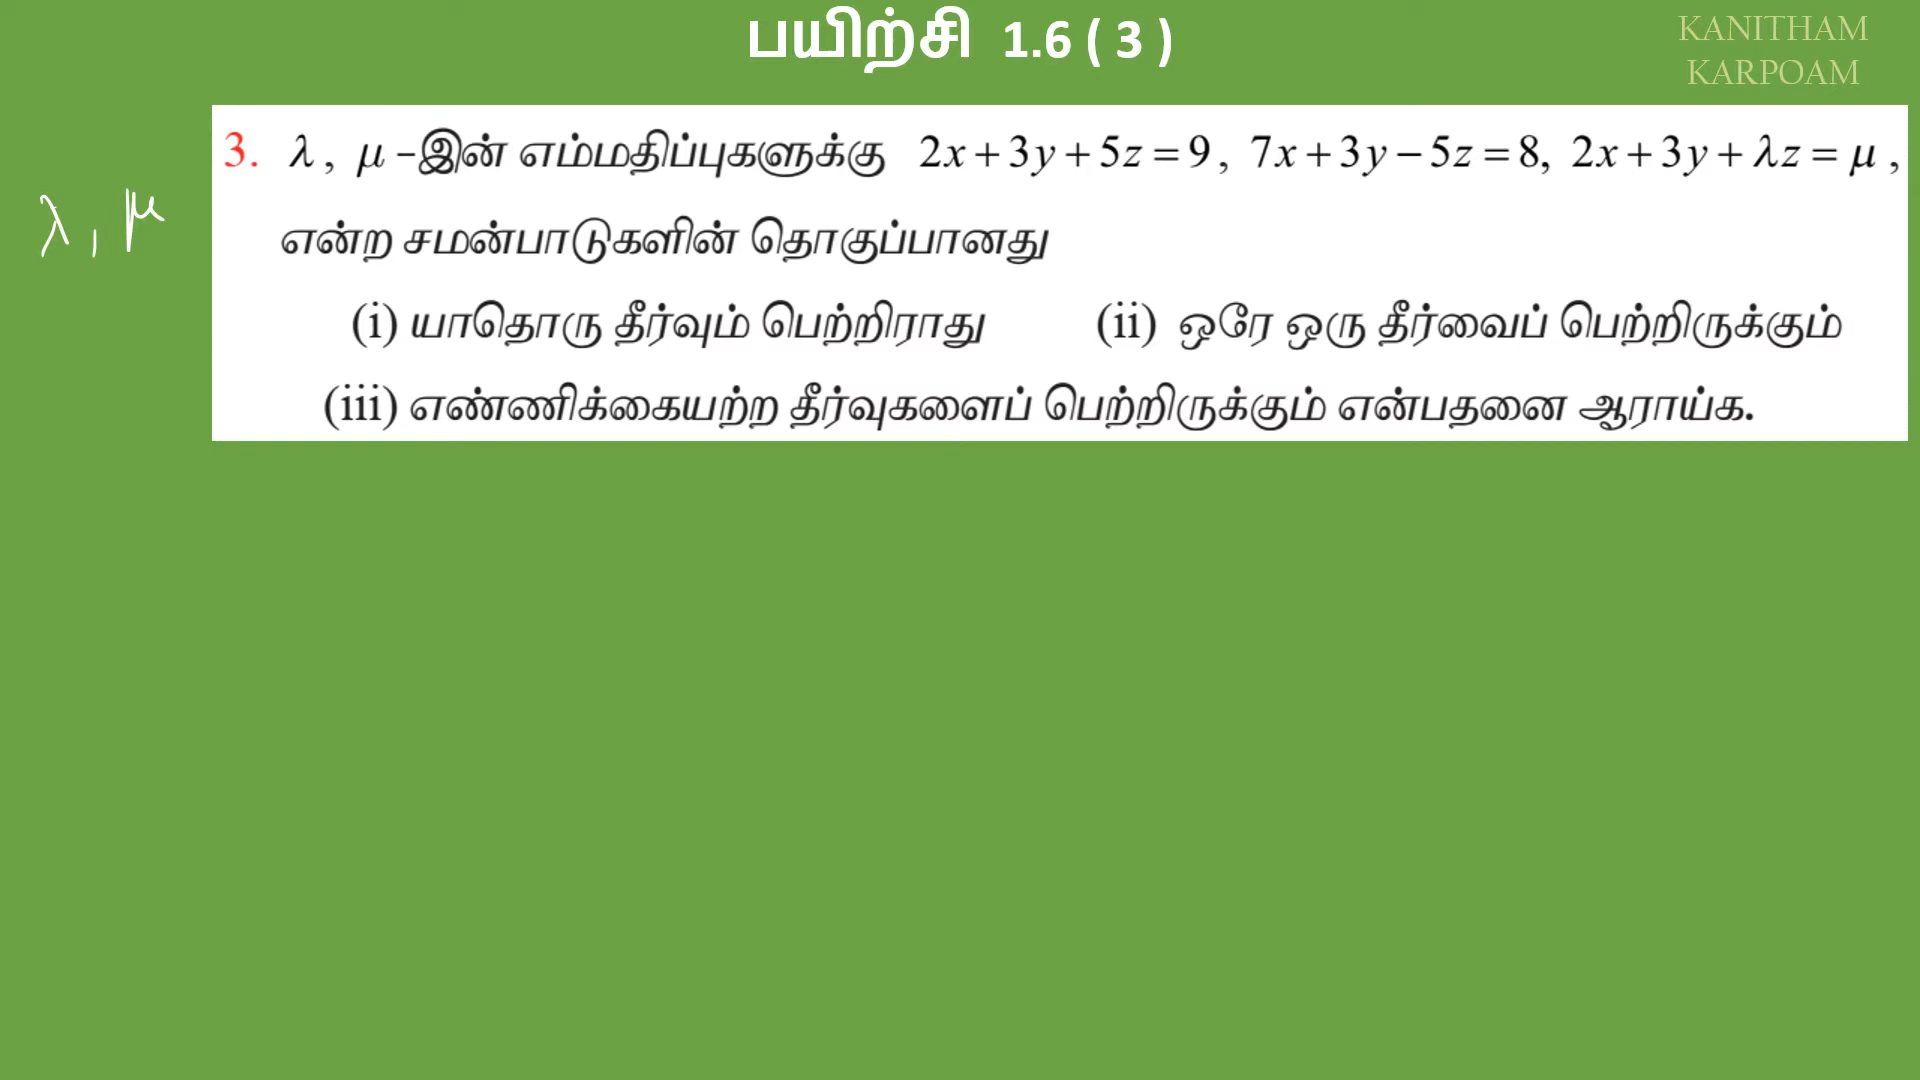 பயிற்சி 1.6 ( 3 )
KANITHAM
KARPOAM
3. λ , μ –இன் எம்மதிப்புகளுக்கு 2x + 3y + 5z = 9 , 7x + 3y − 5z = 8, 2x + 3y + λz = μ ,
λ , μ
என்ற சமன்பாடுகளின் தொகுப்பானது
(i) யாதொரு தீர்வும் பெற்றிராது (ii) ஒரே ஒரு தீர்வைப் பெற்றிருக்கும்
(iii) எண்ணிக்கையற்ற தீர்வுகளைப் பெற்றிருக்கும் என்பதனை ஆராய்க.